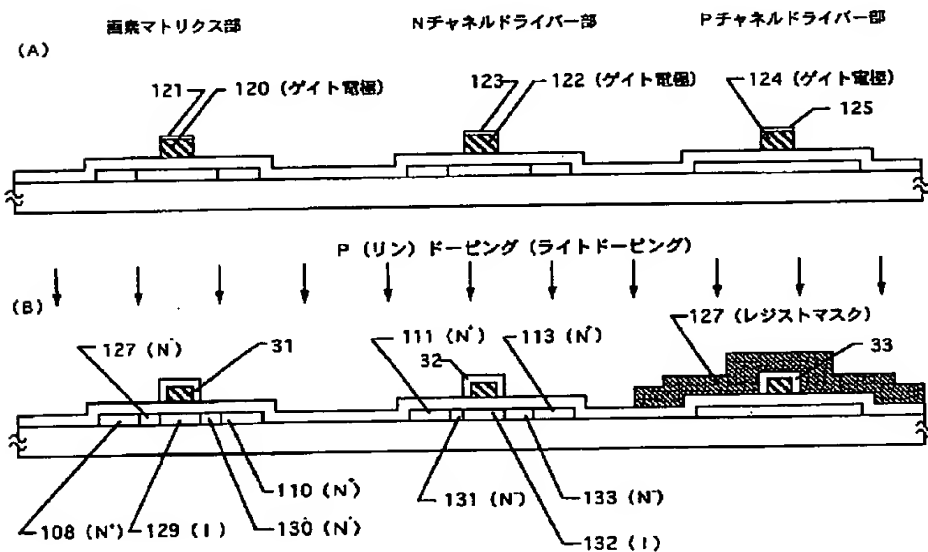 画素マトリクス部
Nチャネルドライバー部
Pチャネルドライバー部
(A)
121
120 (ゲイト電極)
123
122 (ゲイト電極)
124 (ゲイト電極)
125
P (リン) ドーピング (ライトドーピング)
(B)
127 (N⁻)
31
111 (N⁺)
32
113 (N⁺)
127 (レジストマスク)
33
108 (N⁺)
129 (I)
130 (N⁻)
110 (N⁺)
131 (N⁻)
132 (I)
133 (N⁻)